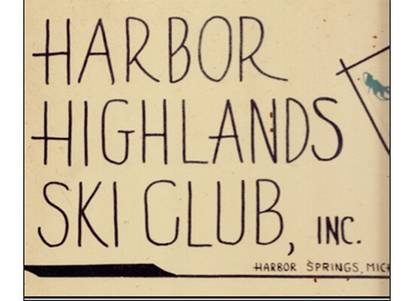 HARBOR
HIGHLANDS
SKI CLUB, INC.
HARBOR SPRINGS, MICH